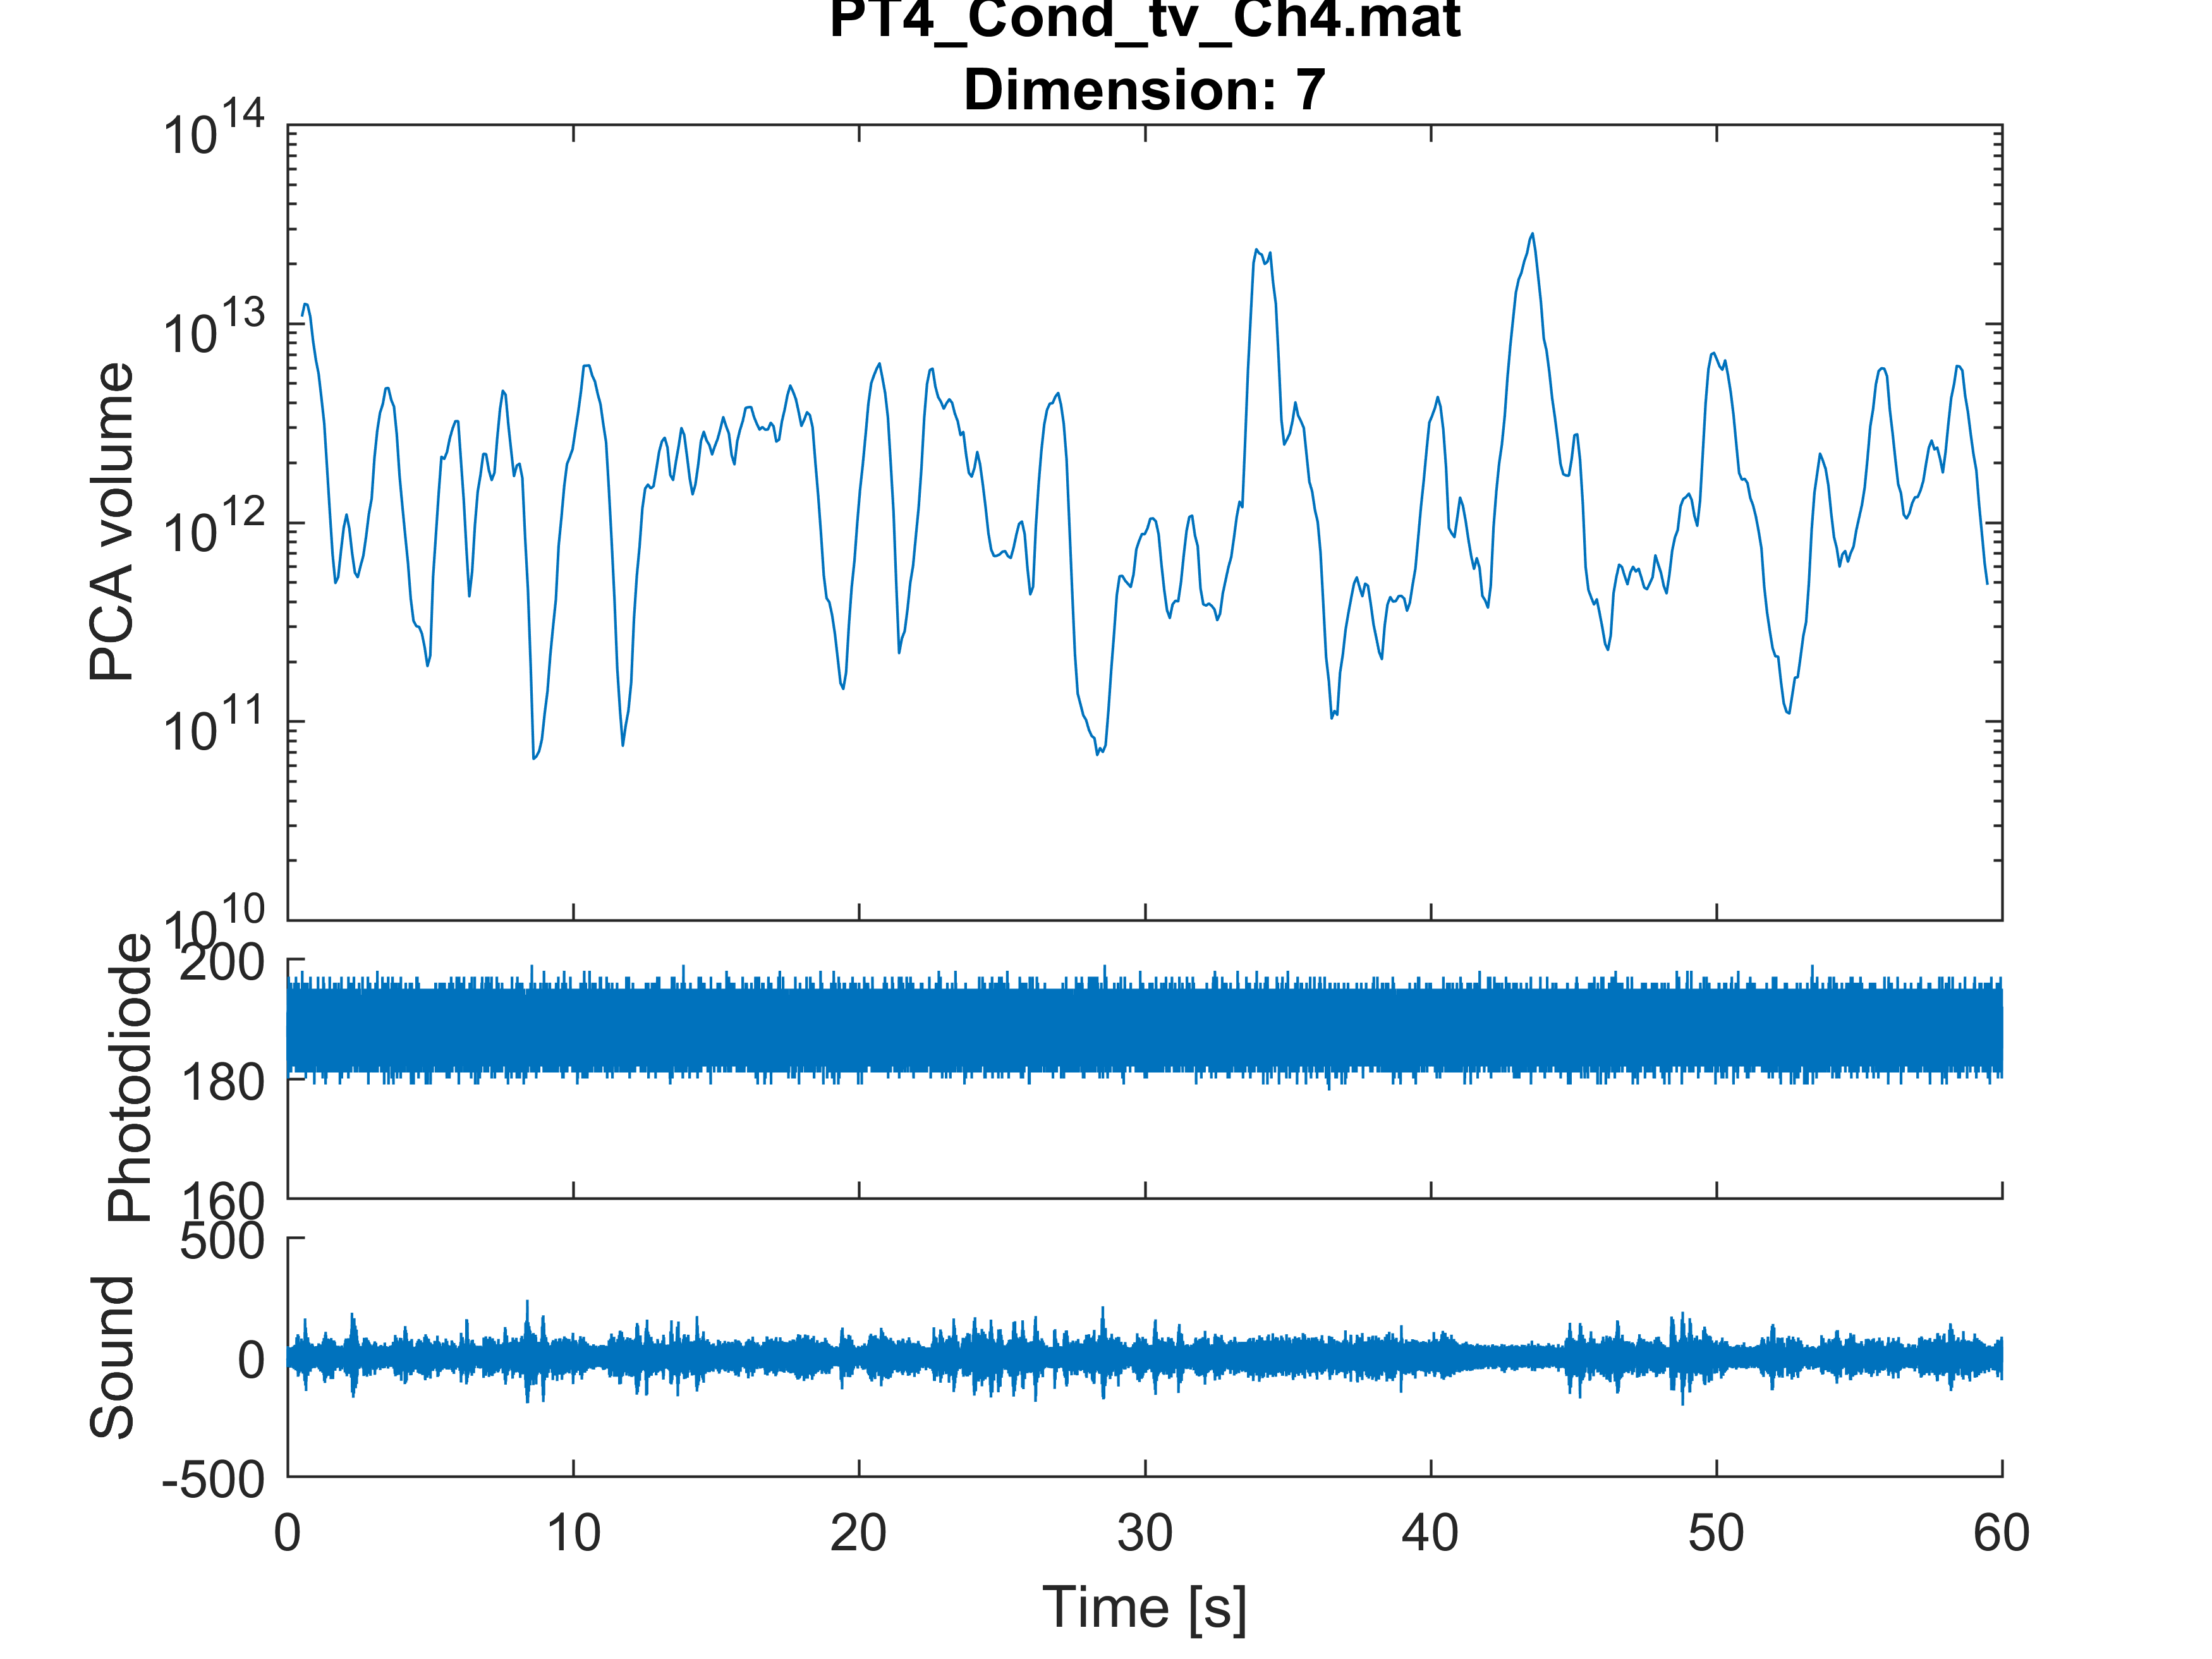 PT4_Cond_tv_Ch4.mat
Dimension: 7
10^14
10^13
10^12
10^11
10^10
PCA volume
200
180
160
Photodiode
500
0
-500
Sound
0 10 20 30 40 50 60
Time [s]